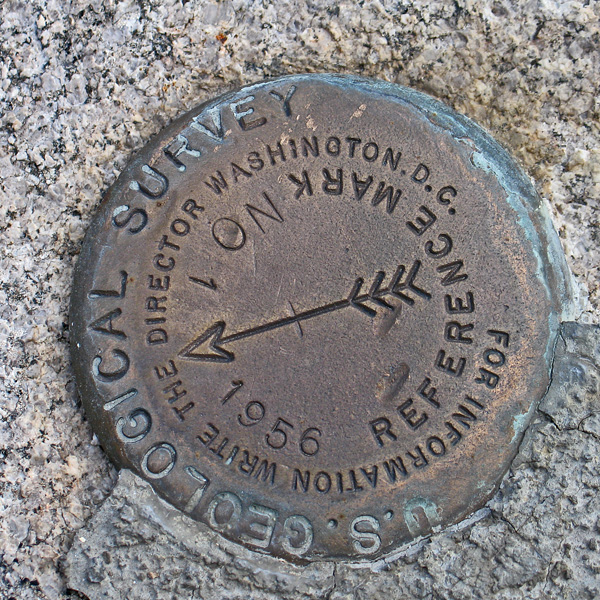 U.S. GEOLOGICAL SURVEY
FOR INFORMATION WRITE THE DIRECTOR WASHINGTON, D.C.
REFERENCE MARK
NO 1
1956